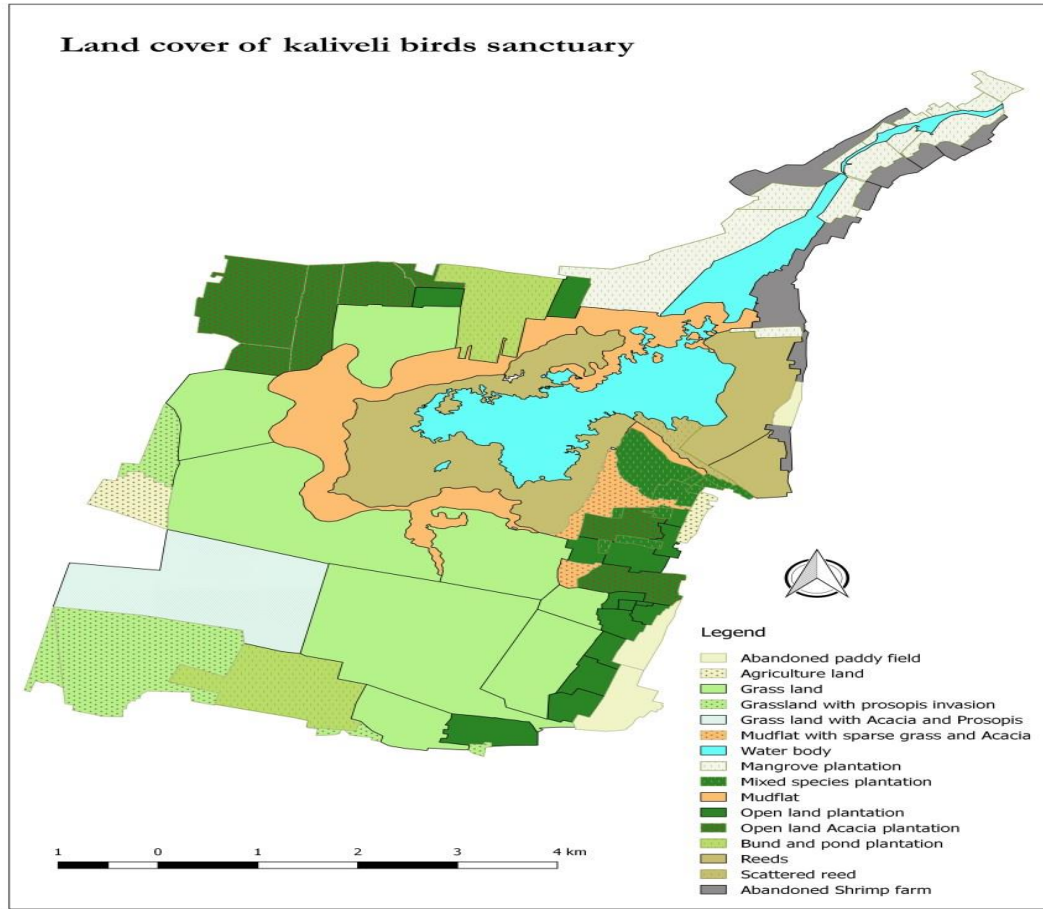 Land cover of kaliveli birds sanctuary
Legend
Abandoned paddy field
Agriculture land
Grass land
Grassland with prosopis invasion
Grass land with Acacia and Prosopis
Mudflat with sparse grass and Acacia
Water body
Mangrove plantation
Mixed species plantation
Mudflat
Open land plantation
Open land Acacia plantation
Bund and pond plantation
Reeds
Scattered reed
Abandoned Shrimp farm
1 0 1 2 3 4 km